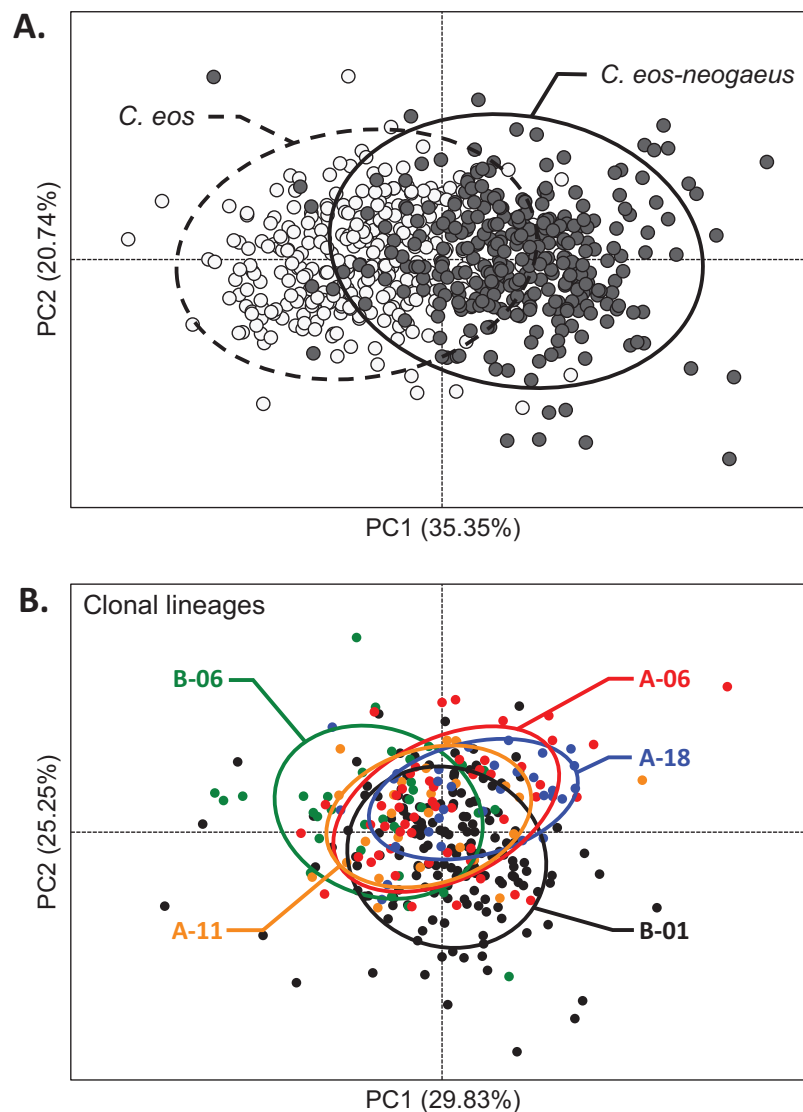 A.
C. eos-neogaeus
C. eos
PC2 (20.74%)
PC1 (35.35%)
B.
Clonal lineages
B-06
A-06
A-18
PC2 (25.25%)
A-11
B-01
PC1 (29.83%)